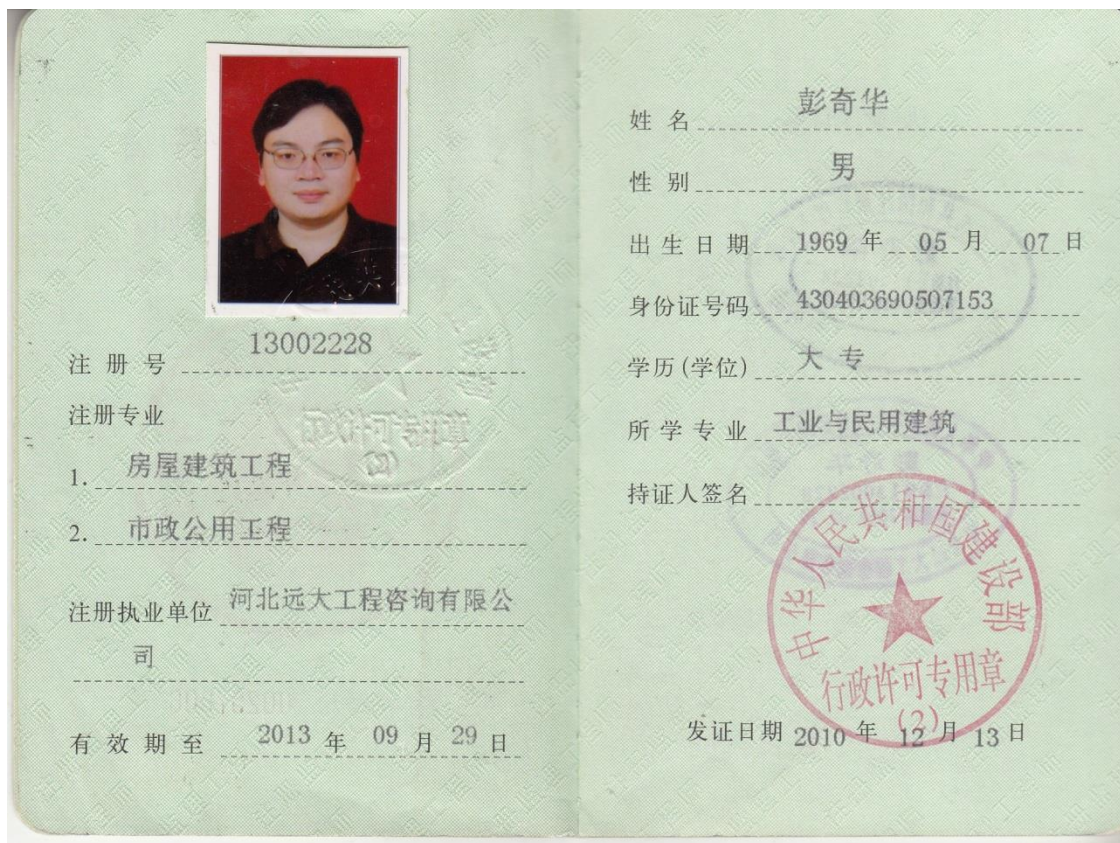 注册号 13002228
注册专业
1. 房屋建筑工程
2. 市政公用工程
注册执业单位 河北远大工程咨询有限公
司
有效期至 2013 年 09 月 29 日
姓名 彭奇华
性别 男
出生日期 1969 年 05 月 07 日
身份证号码 430403690507153
学历(学位) 大专
所学专业 工业与民用建筑
持证人签名
中华人民共和国建设部
行政许可专用章
(2)
发证日期 2010 年 12 月 13 日